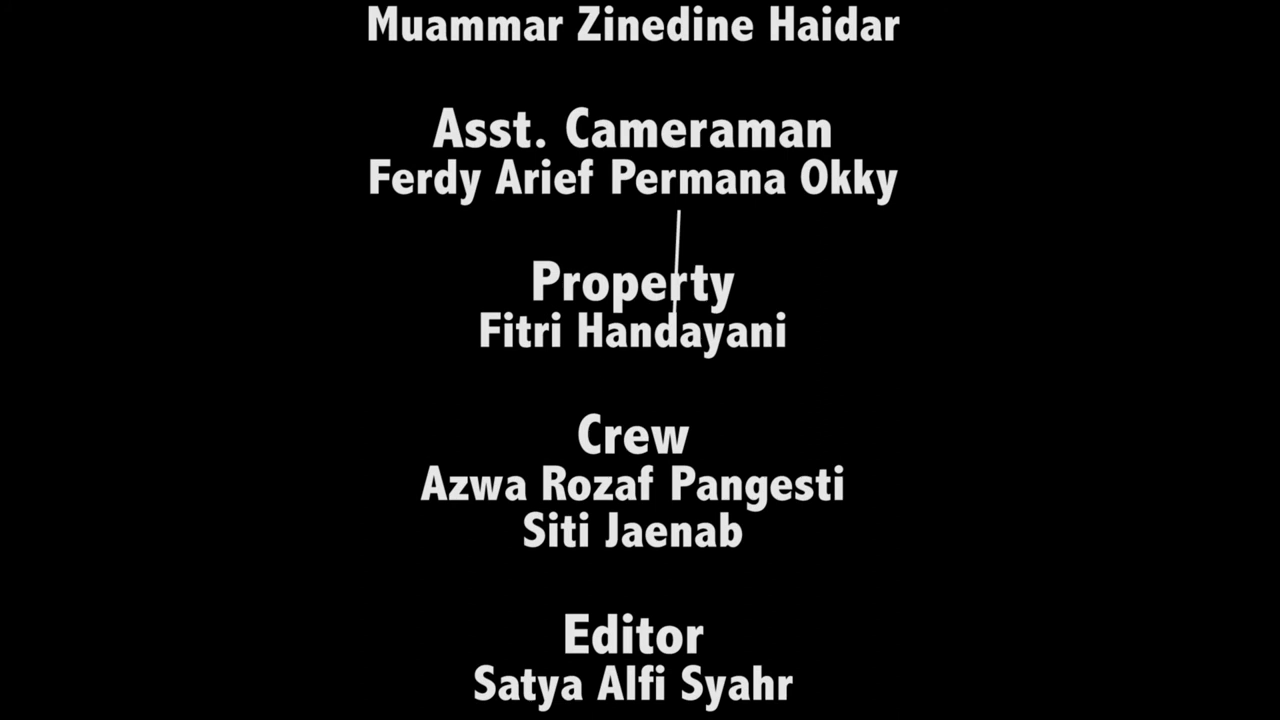 Muammar Zinedine Haidar
Asst. Cameraman
Ferdy Arief Permana Okky
Property
Fitri Handayani
Crew
Azwa Rozaf Pangesti
Siti Jaenab
Editor
Satya Alfi Syahr